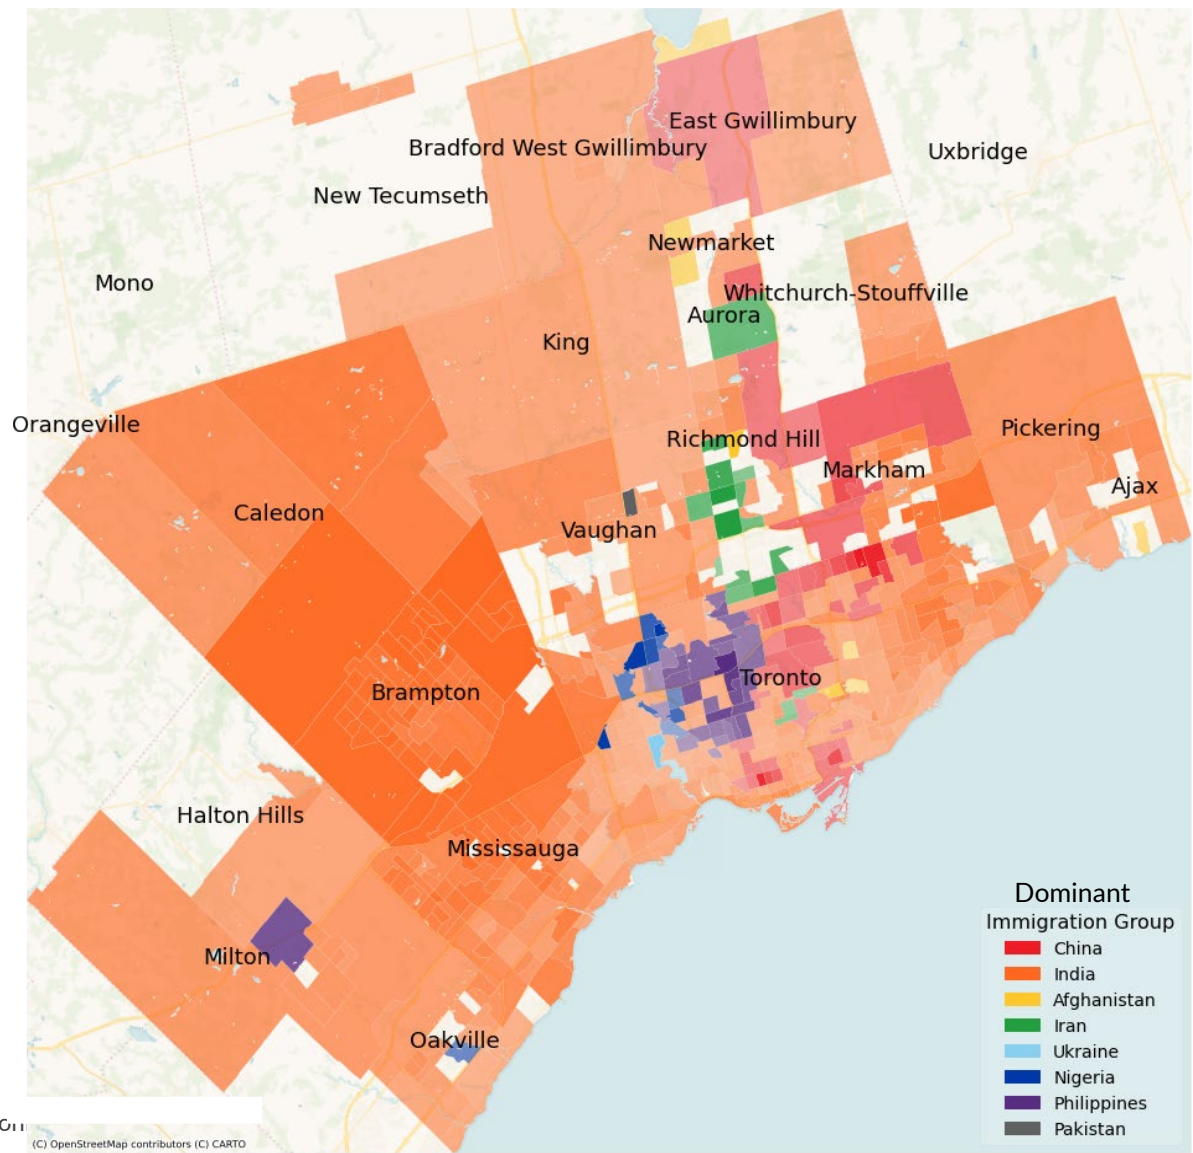 East Gwillimbury
Bradford West Gwillimbury
Uxbridge
New Tecumseth
Newmarket
Mono
Whitchurch-Stouffville
Aurora
King
Orangeville
Richmond Hill
Pickering
Markham
Ajax
Caledon
Vaughan
Toronto
Brampton
Halton Hills
Mississauga
Milton
Oakville
Dominant
Immigration Group
China
India
Afghanistan
Iran
Ukraine
Nigeria
Philippines
Pakistan
(C) OpenStreetMap contributors (C) CARTO